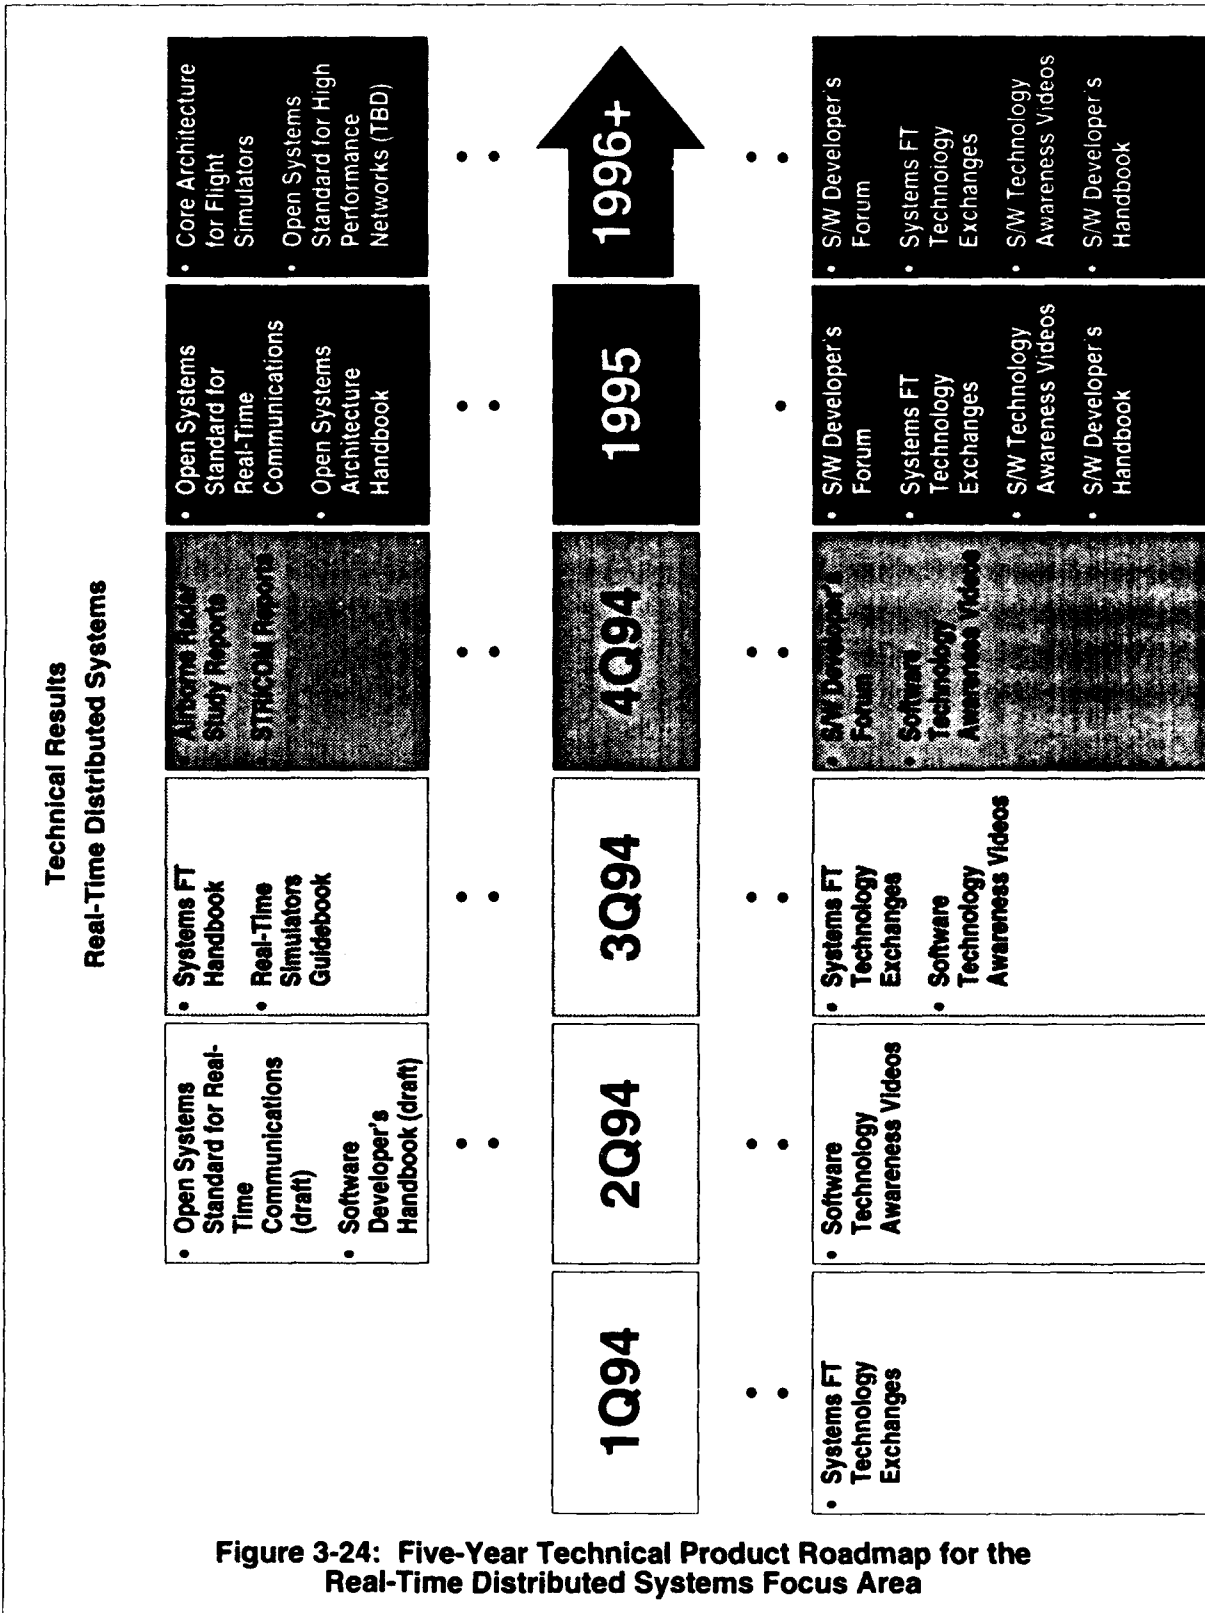 Technical Results
Real-Time Distributed Systems
• Open Systems
Standard for Real-
Time
Communications
(draft)
• Software
Developer's
Handbook (draft)
• Systems FT
Handbook
• Real-Time
Simulators
Guidebook
Airborne Radar
Study Reports
STRICOM Reports
• Open Systems
Standard for
Real-Time
Communications
• Open Systems
Architecture
Handbook
• Core Architecture
for Flight
Simulators
• Open Systems
Standard for High
Performance
Networks (TBD)
1Q94
2Q94
3Q94
4Q94
1995
1996+
• Systems FT
Technology
Exchanges
• Software
Technology
Awareness Videos
• Systems FT
Technology
Exchanges
• Software
Technology
Awareness Videos
• S/W Developer's
Forum
• Software
Technology
Awareness Videos
• S/W Developer's
Forum
• Systems FT
Technology
Exchanges
• S/W Technology
Awareness Videos
• S/W Developer's
Handbook
• S/W Developer's
Forum
• Systems FT
Technology
Exchanges
• S/W Technology
Awareness Videos
• S/W Developer's
Handbook
Figure 3-24: Five-Year Technical Product Roadmap for the
Real-Time Distributed Systems Focus Area